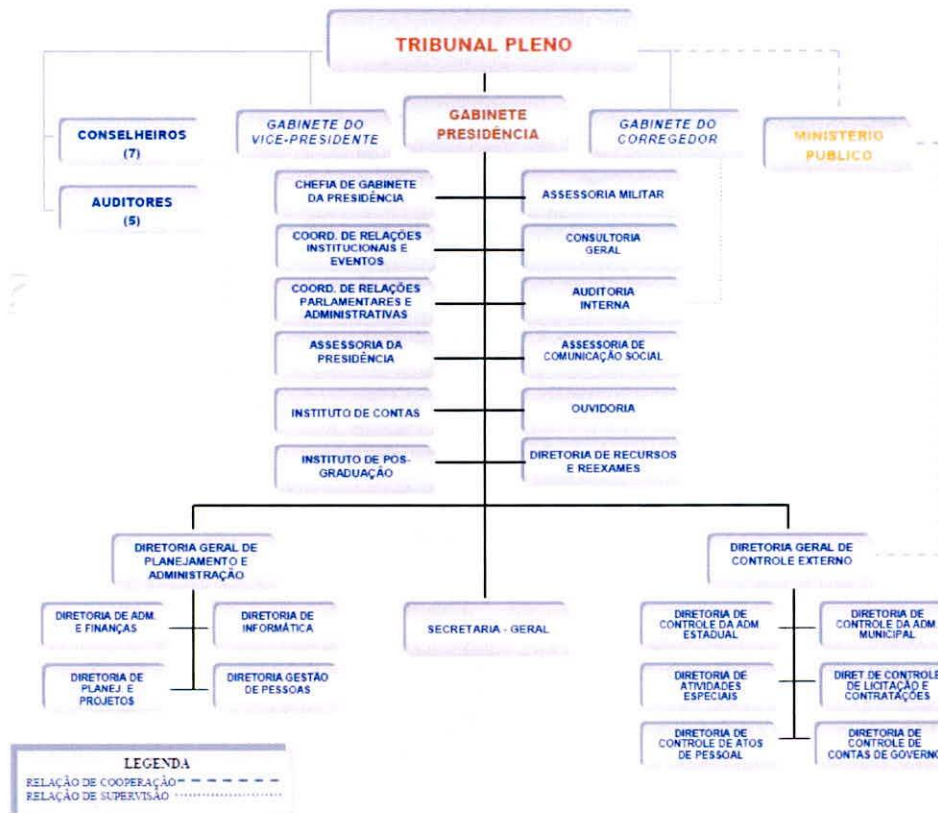 TRIBUNAL PLENO
CONSELHEIROS
(7)
GABINETE DO
VICE-PRESIDENTE
GABINETE
PRESIDÊNCIA
GABINETE DO
CORREGEDOR
MINISTÉRIO
PUBLICO
AUDITORES
(5)
CHEFIA DE GABINETE
DA PRESIDÊNCIA
ASSESSORIA MILITAR
COORD. DE RELAÇÕES
INSTITUCIONAIS E
EVENTOS
CONSULTORIA
GERAL
COORD. DE RELAÇÕES
PARLAMENTARES E
ADMINISTRATIVAS
AUDITORIA
INTERNA
ASSESSORIA DA
PRESIDÊNCIA
ASSESSORIA DE
COMUNICAÇÃO SOCIAL
INSTITUTO DE CONTAS
OUVIDORIA
INSTITUTO DE PÓS-
GRADUAÇÃO
DIRETORIA DE RECURSOS
E REEXAMES
DIRETORIA GERAL DE
PLANEJAMENTO E
ADMINISTRAÇÃO
DIRETORIA GERAL DE
CONTROLE EXTERNO
DIRETORIA DE ADM.
E FINANÇAS
DIRETORIA DE
INFORMÁTICA
SECRETARIA - GERAL
DIRETORIA DE
CONTROLE DA ADM
ESTADUAL
DIRETORIA DE
CONTROLE DA ADM.
MUNICIPAL
DIRETORIA DE
PLANEJ. E
PROJETOS
DIRETORIA GESTÃO
DE PESSOAS
DIRETORIA DE
ATIVIDADES
ESPECIAIS
DIRET. DE CONTROLE
DE LICITAÇÃO E
CONTRATAÇÕES
DIRETORIA DE
CONTROLE DE ATOS
DE PESSOAL
DIRETORIA DE
CONTROLE DE
CONTAS DE GOVERNO
LEGENDA
RELAÇÃO DE COOPERAÇÃO
RELAÇÃO DE SUPERVISÃO